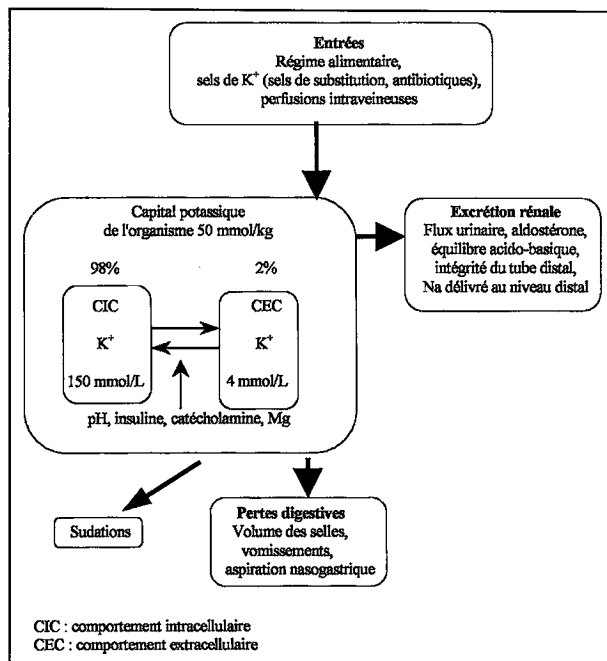 Entrées
Régime alimentaire,
sels de K⁺ (sels de substitution, antibiotiques),
perfusions intraveineuses
Capital potassique
de l'organisme 50 mmol/kg
98%
2%
CIC
K⁺
150 mmol/L
CEC
K⁺
4 mmol/L
pH, insuline, catécholamine, Mg
Excrétion rénale
Flux urinaire, aldostérone,
équilibre acido-basique,
intégrité du tube distal,
Na délivré au niveau distal
Sudations
Pertes digestives
Volume des selles,
vomissements,
aspiration nasogastrique
CIC : comportement intracellulaire
CEC : comportement extracellulaire